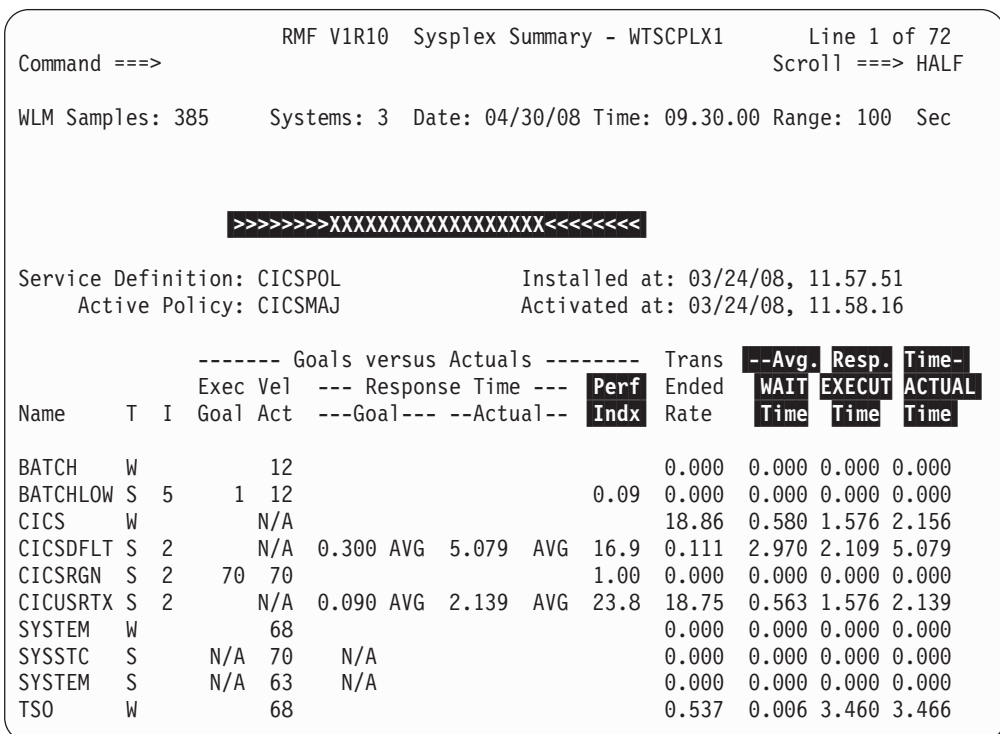 RMF V1R10  Sysplex Summary - WTSCPLX1        Line 1 of 72
Command ===>                                                 Scroll ===> HALF
WLM Samples: 385     Systems: 3  Date: 04/30/08 Time: 09.30.00 Range: 100  Sec
>>>>>>>>XXXXXXXXXXXXXXXXXX<<<<<<<<
Service Definition: CICSPOL                  Installed at: 03/24/08, 11.57.51
Active Policy: CICSMAJ                  Activated at: 03/24/08, 11.58.16
------- Goals versus Actuals --------  Trans  --Avg. Resp. Time-
Exec Vel  --- Response Time ---  Perf  Ended   WAIT EXECUT ACTUAL
Name     T  I  Goal Act  ---Goal--- --Actual--  Indx  Rate    Time   Time   Time
BATCH    W           12                               0.000  0.000 0.000 0.000
BATCHLOW S  5     1  12                         0.09  0.000  0.000 0.000 0.000
CICS     W          N/A                               18.86  0.580 1.576 2.156
CICSDFLT S  2       N/A  0.300 AVG  5.079  AVG  16.9  0.111  2.970 2.109 5.079
CICSRGN  S  2    70  70                         1.00  0.000  0.000 0.000 0.000
CICUSRTX S  2       N/A  0.090 AVG  2.139  AVG  23.8  18.75  0.563 1.576 2.139
SYSTEM   W           68                               0.000  0.000 0.000 0.000
SYSSTC   S      N/A  70    N/A                        0.000  0.000 0.000 0.000
SYSTEM   S      N/A  63    N/A                        0.000  0.000 0.000 0.000
TSO      W           68                               0.537  0.006 3.460 3.466